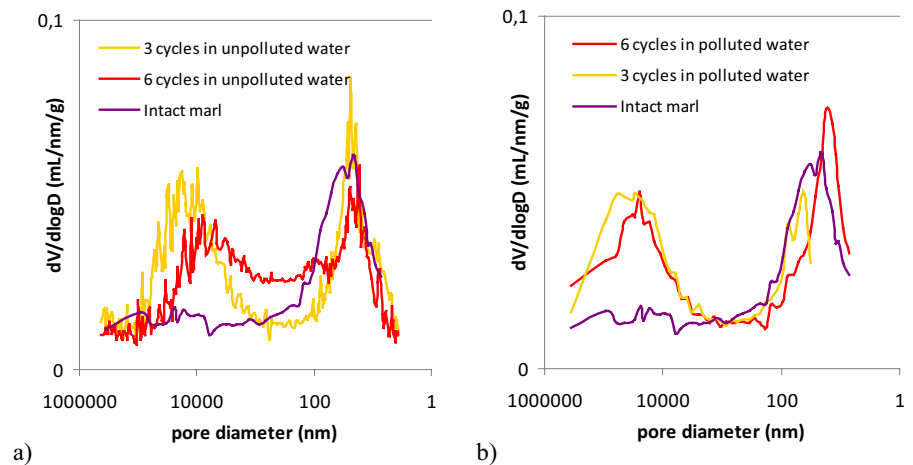 0,1
3 cycles in unpolluted water
6 cycles in unpolluted water
Intact marl
dV/dlogD (mL/nm/g)
0
1000000
10000
100
1
pore diameter (nm)
a)
0,1
6 cycles in polluted water
3 cycles in polluted water
Intact marl
dV/dlogD (mL/nm/g)
0
1000000
10000
100
1
pore diameter (nm)
b)